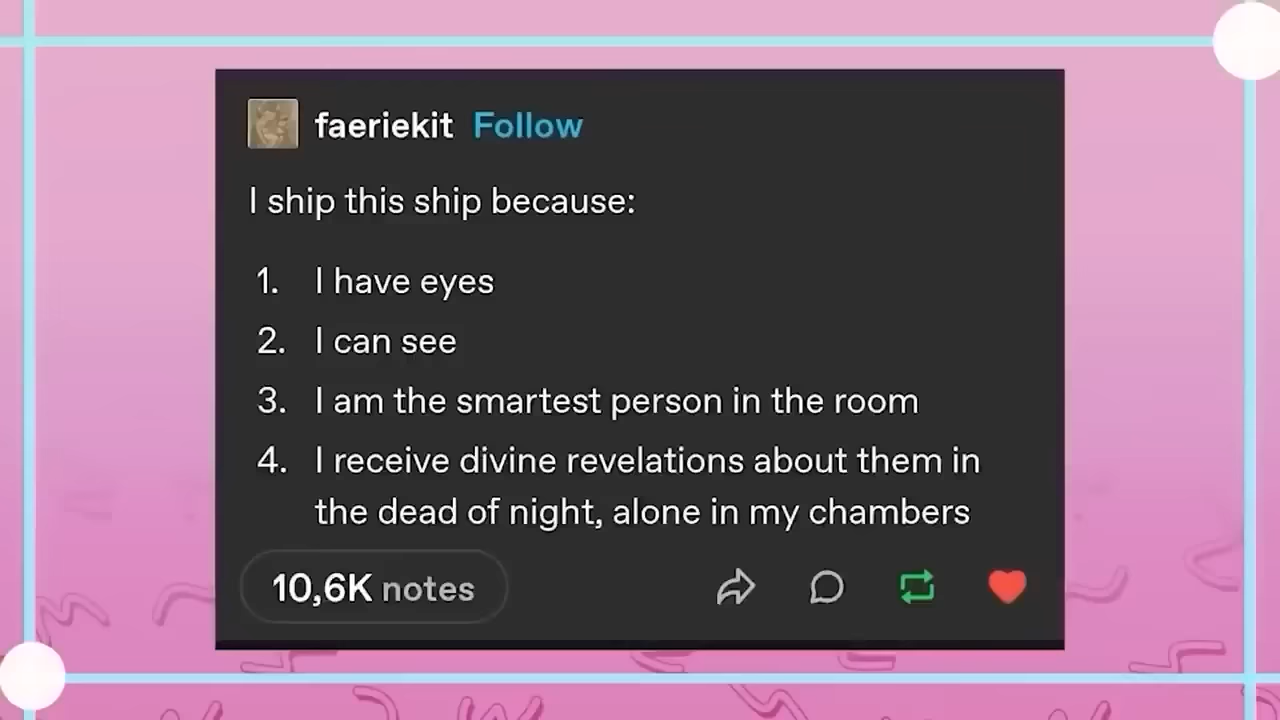 faeriekit Follow
I ship this ship because:
1. I have eyes
2. I can see
3. I am the smartest person in the room
4. I receive divine revelations about them in
the dead of night, alone in my chambers
10,6K notes